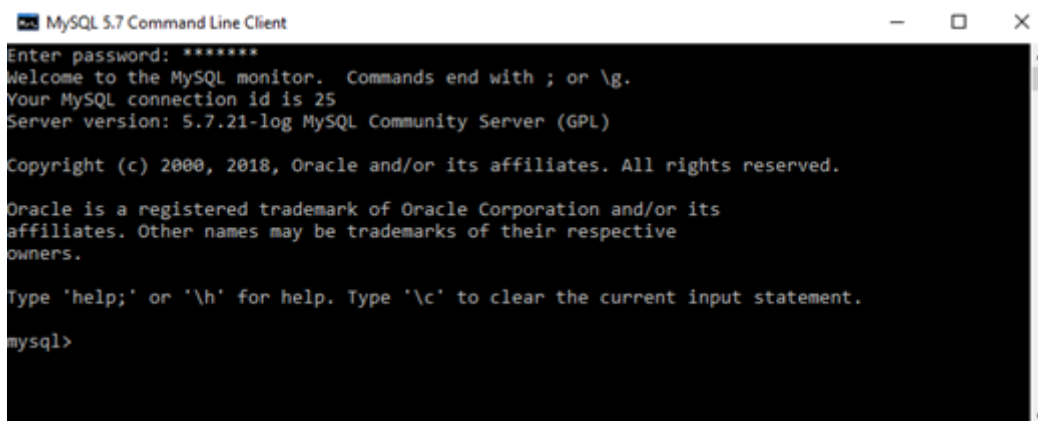 MySQL 5.7 Command Line Client
Enter password: *******
Welcome to the MySQL monitor.  Commands end with ; or \g.
Your MySQL connection id is 25
Server version: 5.7.21-log MySQL Community Server (GPL)
Copyright (c) 2000, 2018, Oracle and/or its affiliates. All rights reserved.
Oracle is a registered trademark of Oracle Corporation and/or its
affiliates. Other names may be trademarks of their respective
owners.
Type 'help;' or '\h' for help. Type '\c' to clear the current input statement.
mysql>